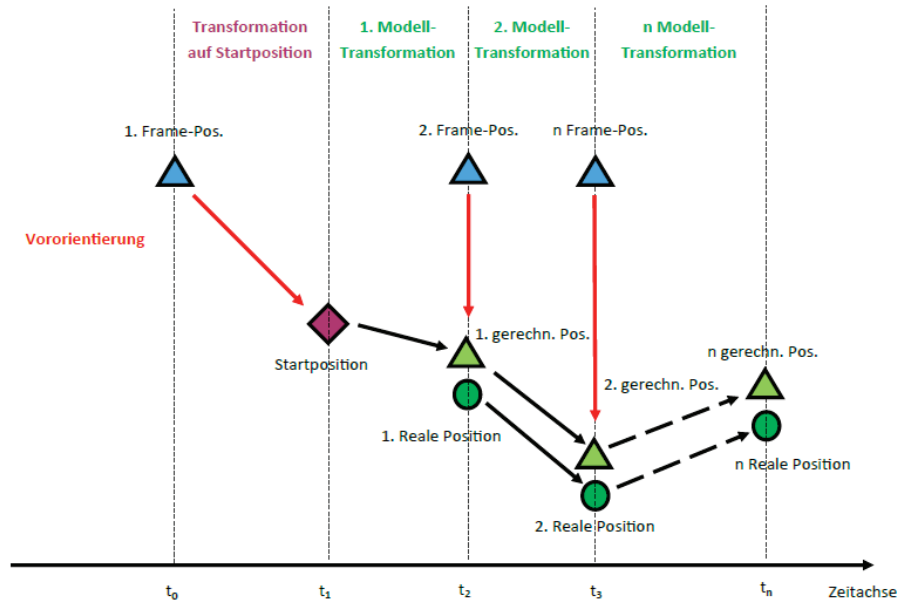 Transformation
auf Startposition
1. Modell-
Transformation
2. Modell-
Transformation
n Modell-
Transformation
1. Frame-Pos.
2. Frame-Pos.
n Frame-Pos.
Vororientierung
Startposition
1. gerechn. Pos.
1. Reale Position
2. gerechn. Pos.
2. Reale Position
n gerechn. Pos.
n Reale Position
t₀
t₁
t₂
t₃
tₙ
Zeitachse